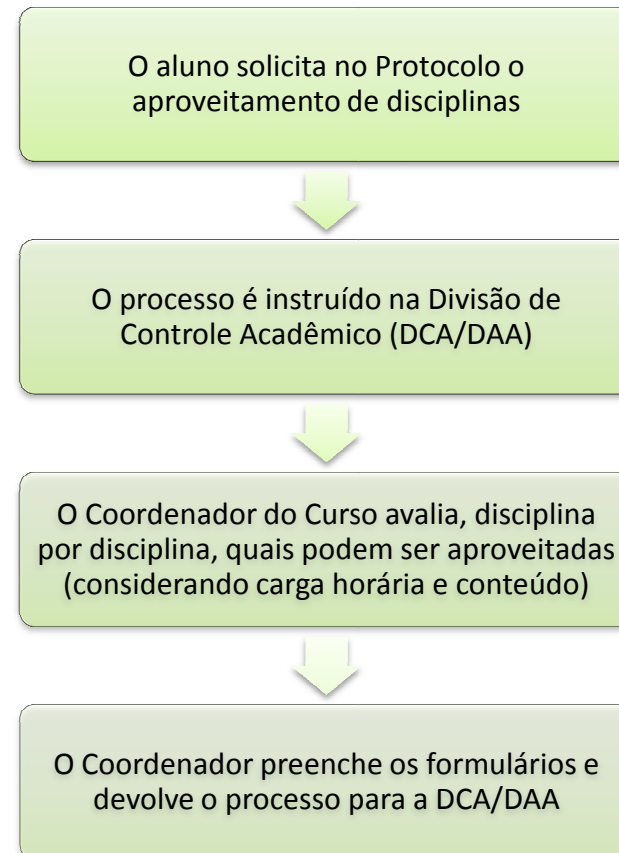 O aluno solicita no Protocolo o
aproveitamento de disciplinas
O processo é instruído na Divisão de
Controle Acadêmico (DCA/DAA)
O Coordenador do Curso avalia, disciplina
por disciplina, quais podem ser aproveitadas
(considerando carga horária e conteúdo)
O Coordenador preenche os formulários e
devolve o processo para a DCA/DAA